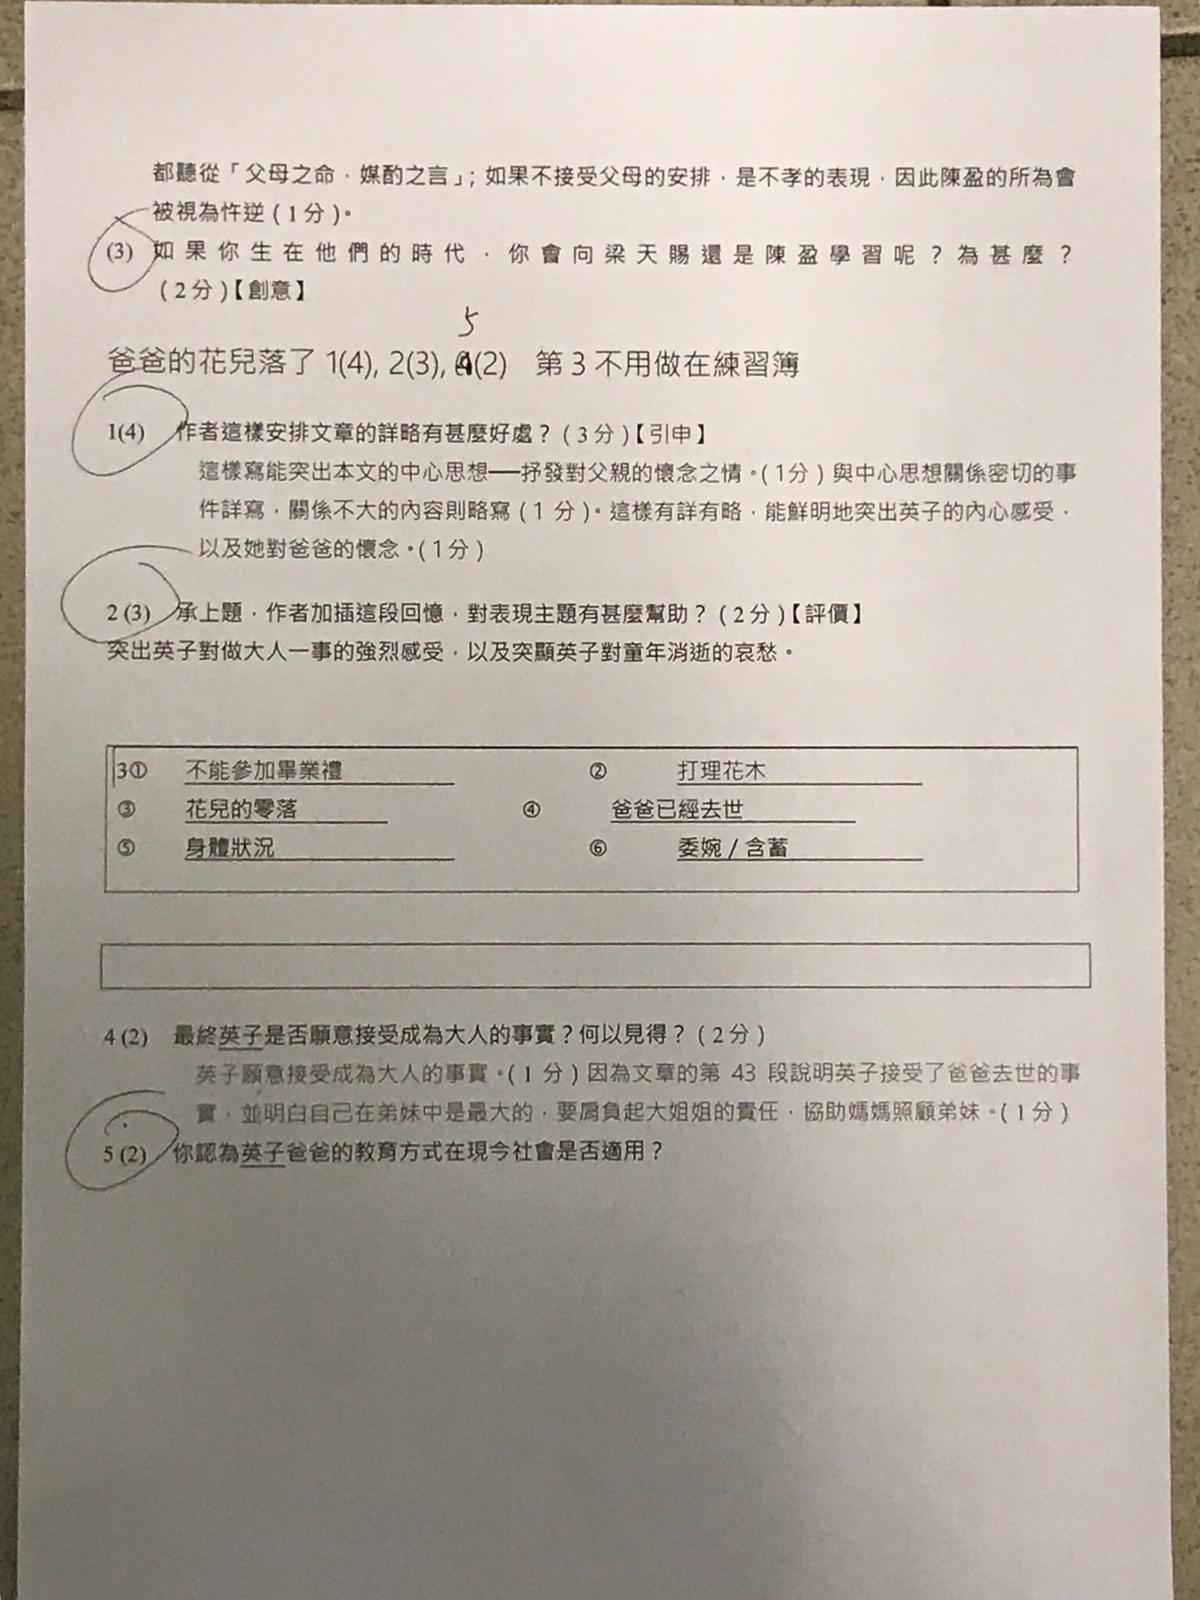 都聽從「父母之命，媒酌之言」；如果不接受父母的安排，是不孝的表現，因此陳盈的所為會
被視為忤逆（1 分）。
(3) 如果你生在他們的時代，你會向梁天賜還是陳盈學習呢？為甚麼？
（2 分）【創意】
5
爸爸的花兒落了 1(4), 2(3), (2) 第 3 不用做在練習簿
1(4) 作者這樣安排文章的詳略有甚麼好處？（3 分）【引申】
這樣寫能突出本文的中心思想──抒發對父親的懷念之情。（1分）與中心思想關係密切的事
件詳寫，關係不大的內容則略寫（1 分）。這樣有詳有略，能鮮明地突出英子的內心感受，
以及她對爸爸的懷念。（1分）
2 (3) 承上題，作者加插這段回憶，對表現主題有甚麼幫助？（2 分）【評價】
突出英子對做大人一事的強烈感受，以及突顯英子對童年消逝的哀愁。
3① 不能參加畢業禮 ② 打理花木
③ 花兒的零落 ④ 爸爸已經去世
⑤ 身體狀況 ⑥ 委婉 / 含蓄
4 (2) 最終英子是否願意接受成為大人的事實？何以見得？（2 分）
英子願意接受成為大人的事實。（1 分）因為文章的第 43 段說明英子接受了爸爸去世的事
實，並明白自己在弟妹中是最大的，要肩負起大姐姐的責任，協助媽媽照顧弟妹。（1 分）
5 (2) 你認為英子爸爸的教育方式在現今社會是否適用？